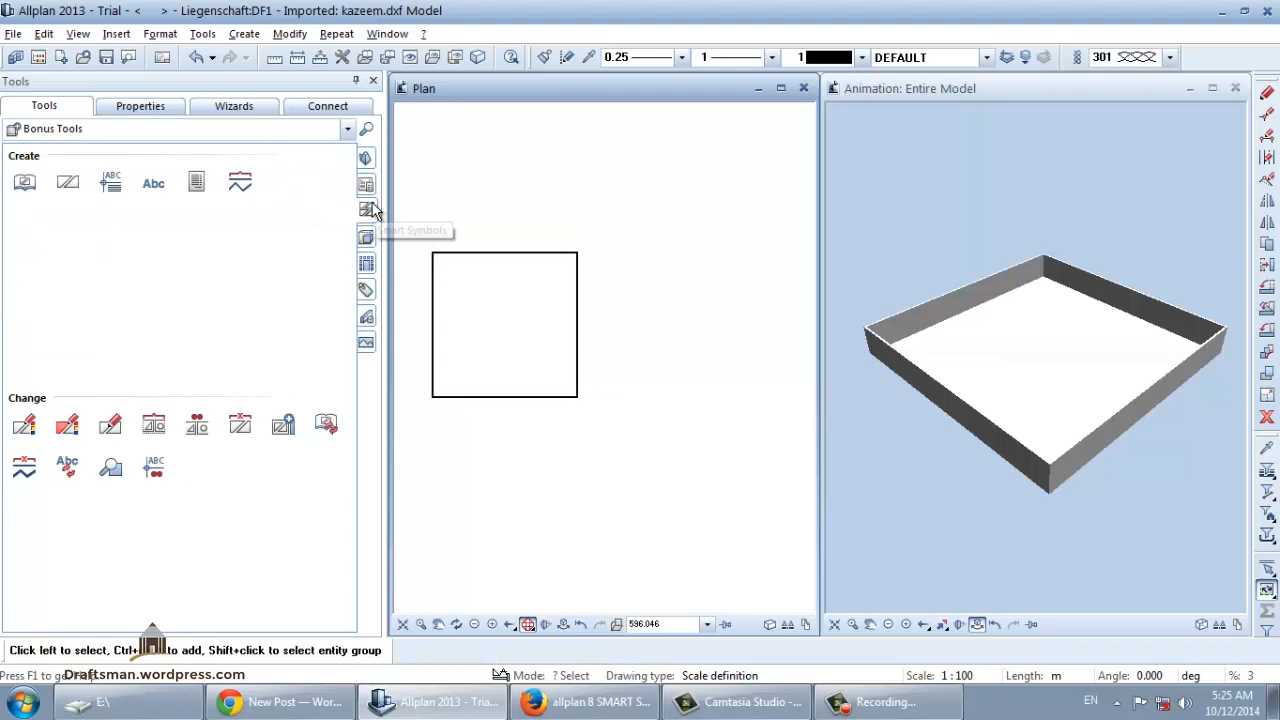 Allplan 2013 - Trial - < > - Liegenschaft:DF1 - Imported: kazeem.dxf Model
File Edit View Insert Format Tools Create Modify Repeat Window ?
0.25 1 1 DEFAULT 301
Tools
Plan
Animation: Entire Model
Tools Properties Wizards Connect
Bonus Tools
Create
ABC Abc
Smart Symbols
Change
Abc ABC
596.046
Click left to select, Ctrl+ to add, Shift+click to select entity group
Draftsman.wordpress.com
Press F1 to ge
Mode: ? Select Drawing type: Scale definition Scale: 1 : 100 Length: m Angle: 0.000 deg %: 3
E:\ New Post — Wor... Allplan 2013 - Tria... allplan 8 SMART S... Camtasia Studio - ... Recording... EN
5:25 AM
10/12/2014